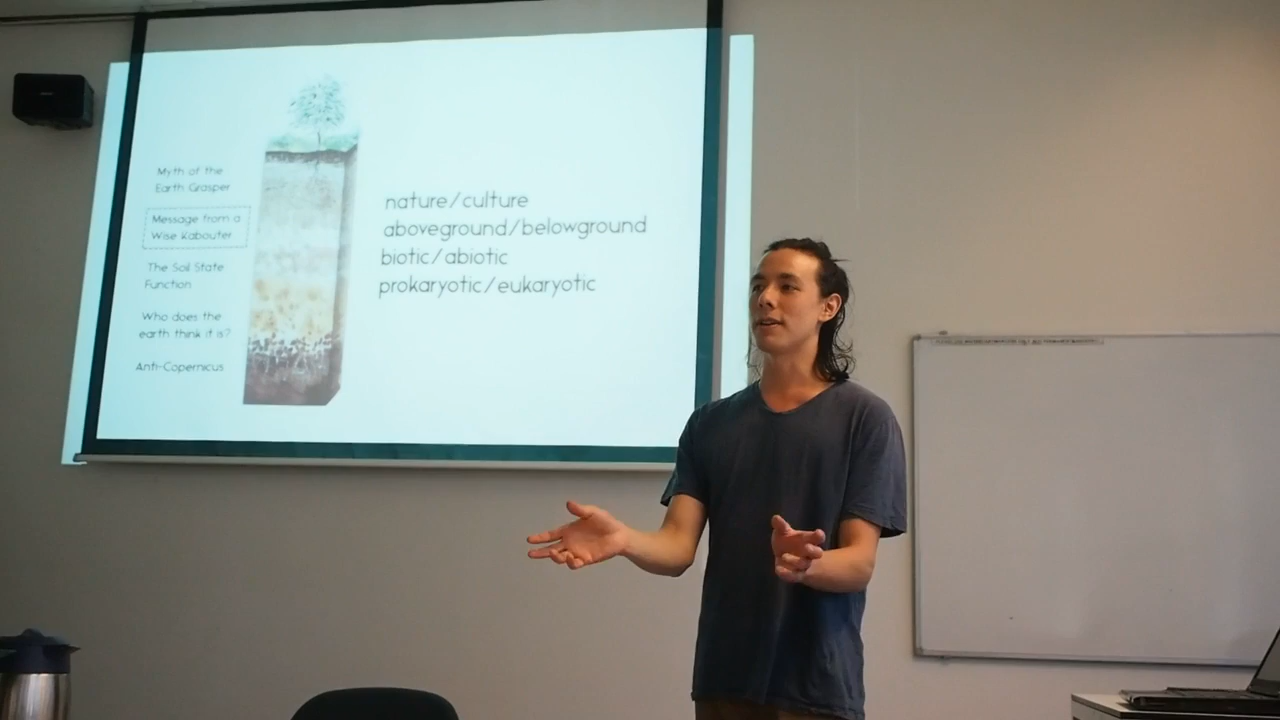 Myth of the
Earth Grasper
Message from a
Wise Kabouter
The Soil State
Function
Who does the
earth think it is?
Anti-Copernicus
nature/culture
aboveground/belowground
biotic/abiotic
prokaryotic/eukaryotic